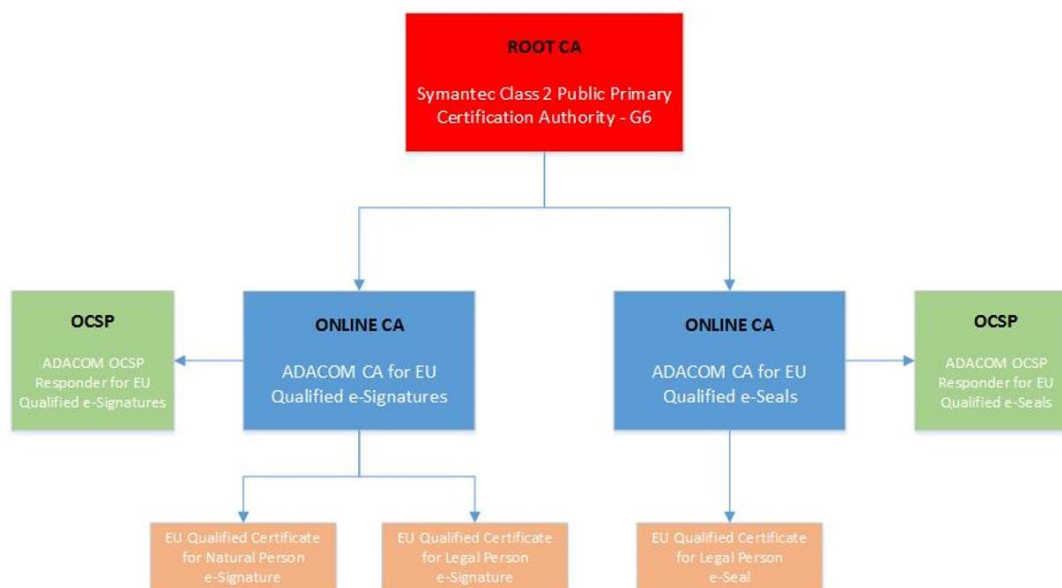 ROOT CA
Symantec Class 2 Public Primary
Certification Authority - G6
OCSP
ADACOM OCSP
Responder for EU
Qualified e-Signatures
ONLINE CA
ADACOM CA for EU
Qualified e-Signatures
ONLINE CA
ADACOM CA for EU
Qualified e-Seals
OCSP
ADACOM OCSP
Responder for EU
Qualified e-Seals
EU Qualified Certificate
for Natural Person
e-Signature
EU Qualified Certificate
for Legal Person
e-Signature
EU Qualified Certificate
for Legal Person
e-Seal